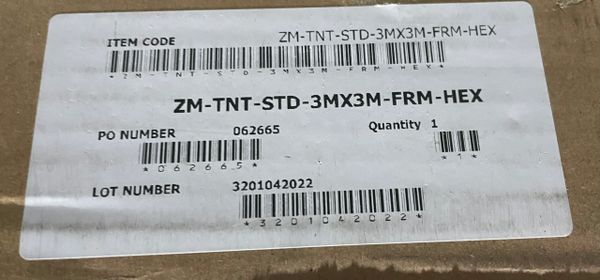 ITEM CODE ZM-TNT-STD-3MX3M-FRM-HEX
*ZM-TNT-STD-3MX3M-FRM-HEX*
ZM-TNT-STD-3MX3M-FRM-HEX
PO NUMBER 062665 Quantity 1
*062665* *1*
LOT NUMBER 3201042022
*3201042022*